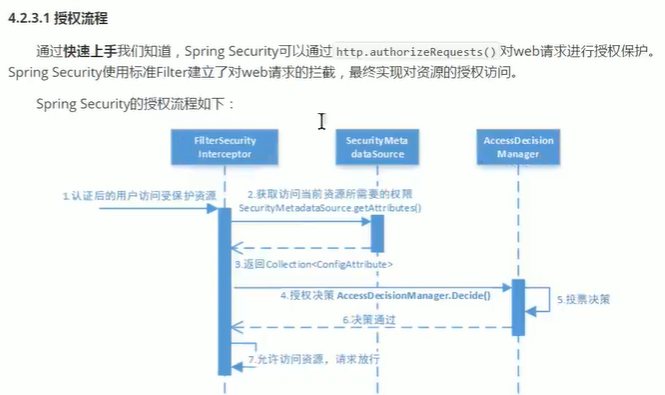 4.2.3.1 授权流程
通过快速上手我们知道，Spring Security可以通过 http.authorizeRequests() 对web请求进行授权保护。
Spring Security使用标准Filter建立了对web请求的拦截，最终实现对资源的授权访问。
Spring Security的授权流程如下：
FilterSecurity
Interceptor
SecurityMeta
dataSource
AccessDecision
Manager
1.认证后的用户访问受保护资源
2.获取访问当前资源所需要的权限
SecurityMetadataSource.getAttributes()
3.返回Collection<ConfigAttribute>
4.授权决策 AccessDecisionManager.Decide()
5.投票决策
6.决策通过
7.允许访问资源，请求放行